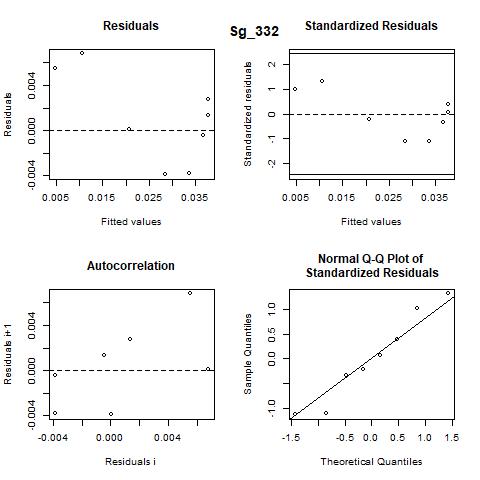 Sg_332
Residuals
Residuals
0.004
0.000
-0.004
0.005
0.015
0.025
0.035
Fitted values
Standardized Residuals
Standardized residuals
2
1
0
-1
-2
0.005
0.015
0.025
0.035
Fitted values
Autocorrelation
Residuals i+1
0.004
0.000
-0.004
-0.004
0.000
0.004
Residuals i
Normal Q-Q Plot of
Standardized Residuals
Sample Quantiles
1.0
0.5
0.0
-1.0
-1.5
-0.5
0.0
0.5
1.0
1.5
Theoretical Quantiles